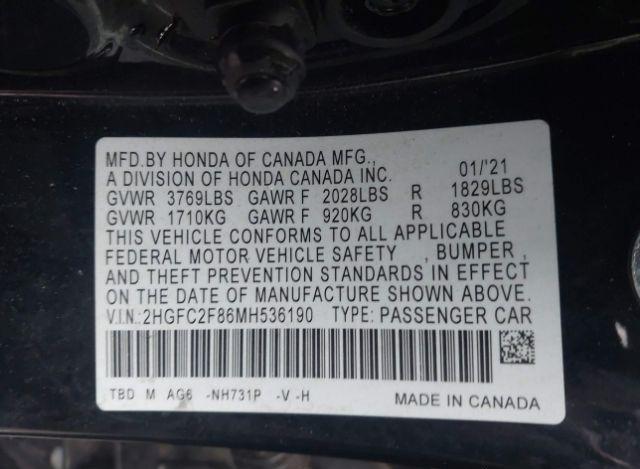 MFD.BY HONDA OF CANADA MFG., 01/'21
A DIVISION OF HONDA CANADA INC.
GVWR 3769LBS GAWR F 2028LBS R 1829LBS
GVWR 1710KG GAWR F 920KG R 830KG
THIS VEHICLE CONFORMS TO ALL APPLICABLE
FEDERAL MOTOR VEHICLE SAFETY , BUMPER ,
AND THEFT PREVENTION STANDARDS IN EFFECT
ON THE DATE OF MANUFACTURE SHOWN ABOVE.
V.I.N.:2HGFC2F86MH536190 TYPE: PASSENGER CAR
TBD M AG6 -NH731P -V -H MADE IN CANADA